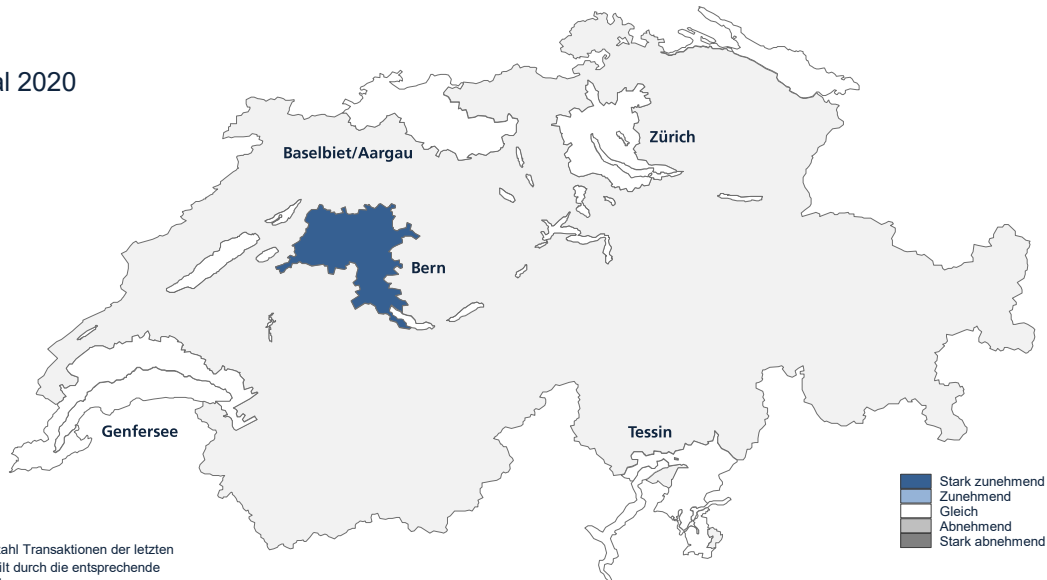 al 2020
Zürich
Baselbiet/Aargau
Bern
Genfersee
Tessin
Stark zunehmend
Zunehmend
Gleich
Abnehmend
Stark abnehmend
zahl Transaktionen der letzten
ilt durch die entsprechende